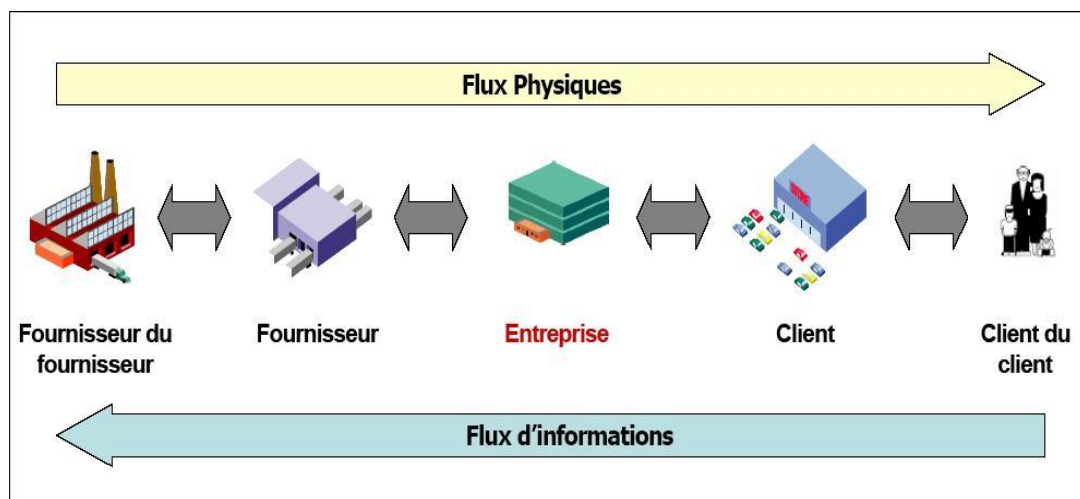 Flux Physiques
Fournisseur du
fournisseur
Fournisseur
Entreprise
Client
Client du
client
Flux d’informations